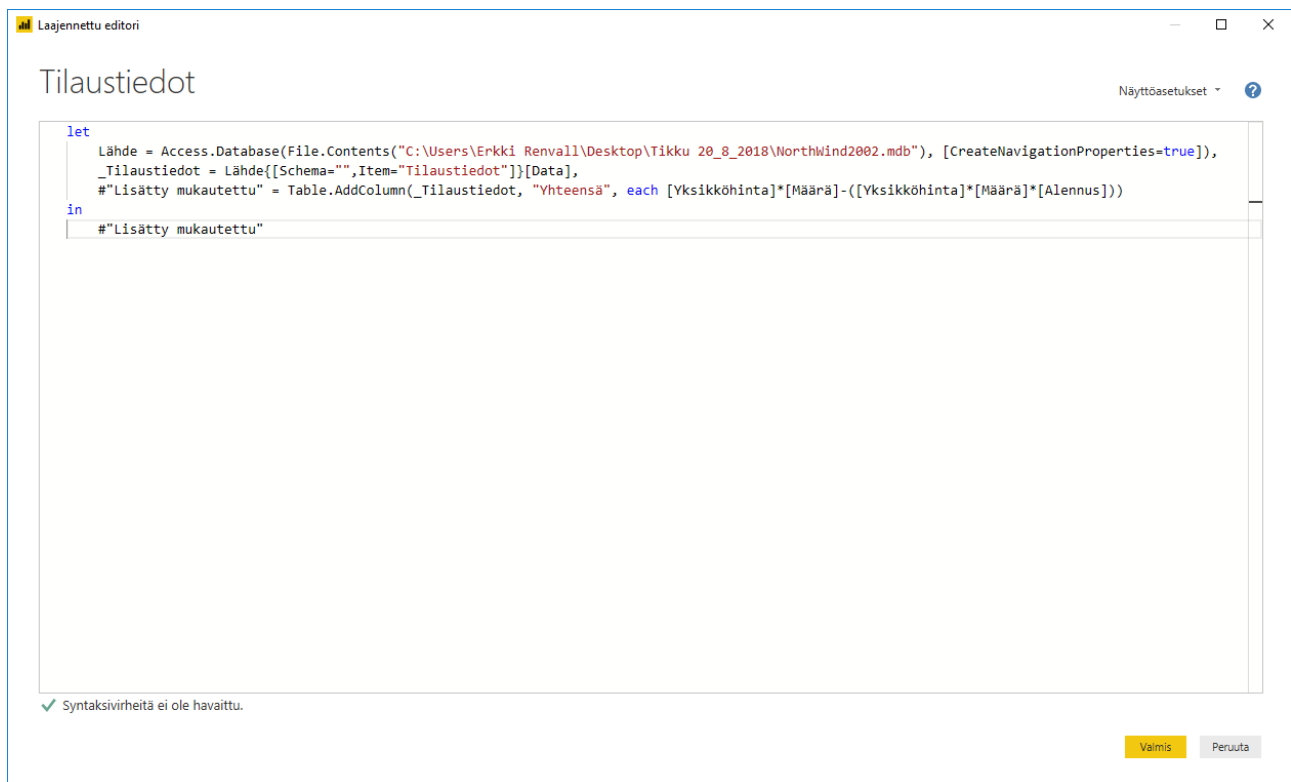 Laajennettu editori
Tilaustiedot
Näyttöasetukset
?
let
Lähde = Access.Database(File.Contents("C:\Users\Erkki Renvall\Desktop\Tikku 20_8_2018\NorthWind2002.mdb"), [CreateNavigationProperties=true]),
_Tilaustiedot = Lähde{[Schema="",Item="Tilaustiedot"]}[Data],
#"Lisätty mukautettu" = Table.AddColumn(_Tilaustiedot, "Yhteensä", each [Yksikköhinta]*[Määrä]-([Yksikköhinta]*[Määrä]*[Alennus]))
in
#"Lisätty mukautettu"
Syntaksivirheitä ei ole havaittu.
Valmis Peruuta